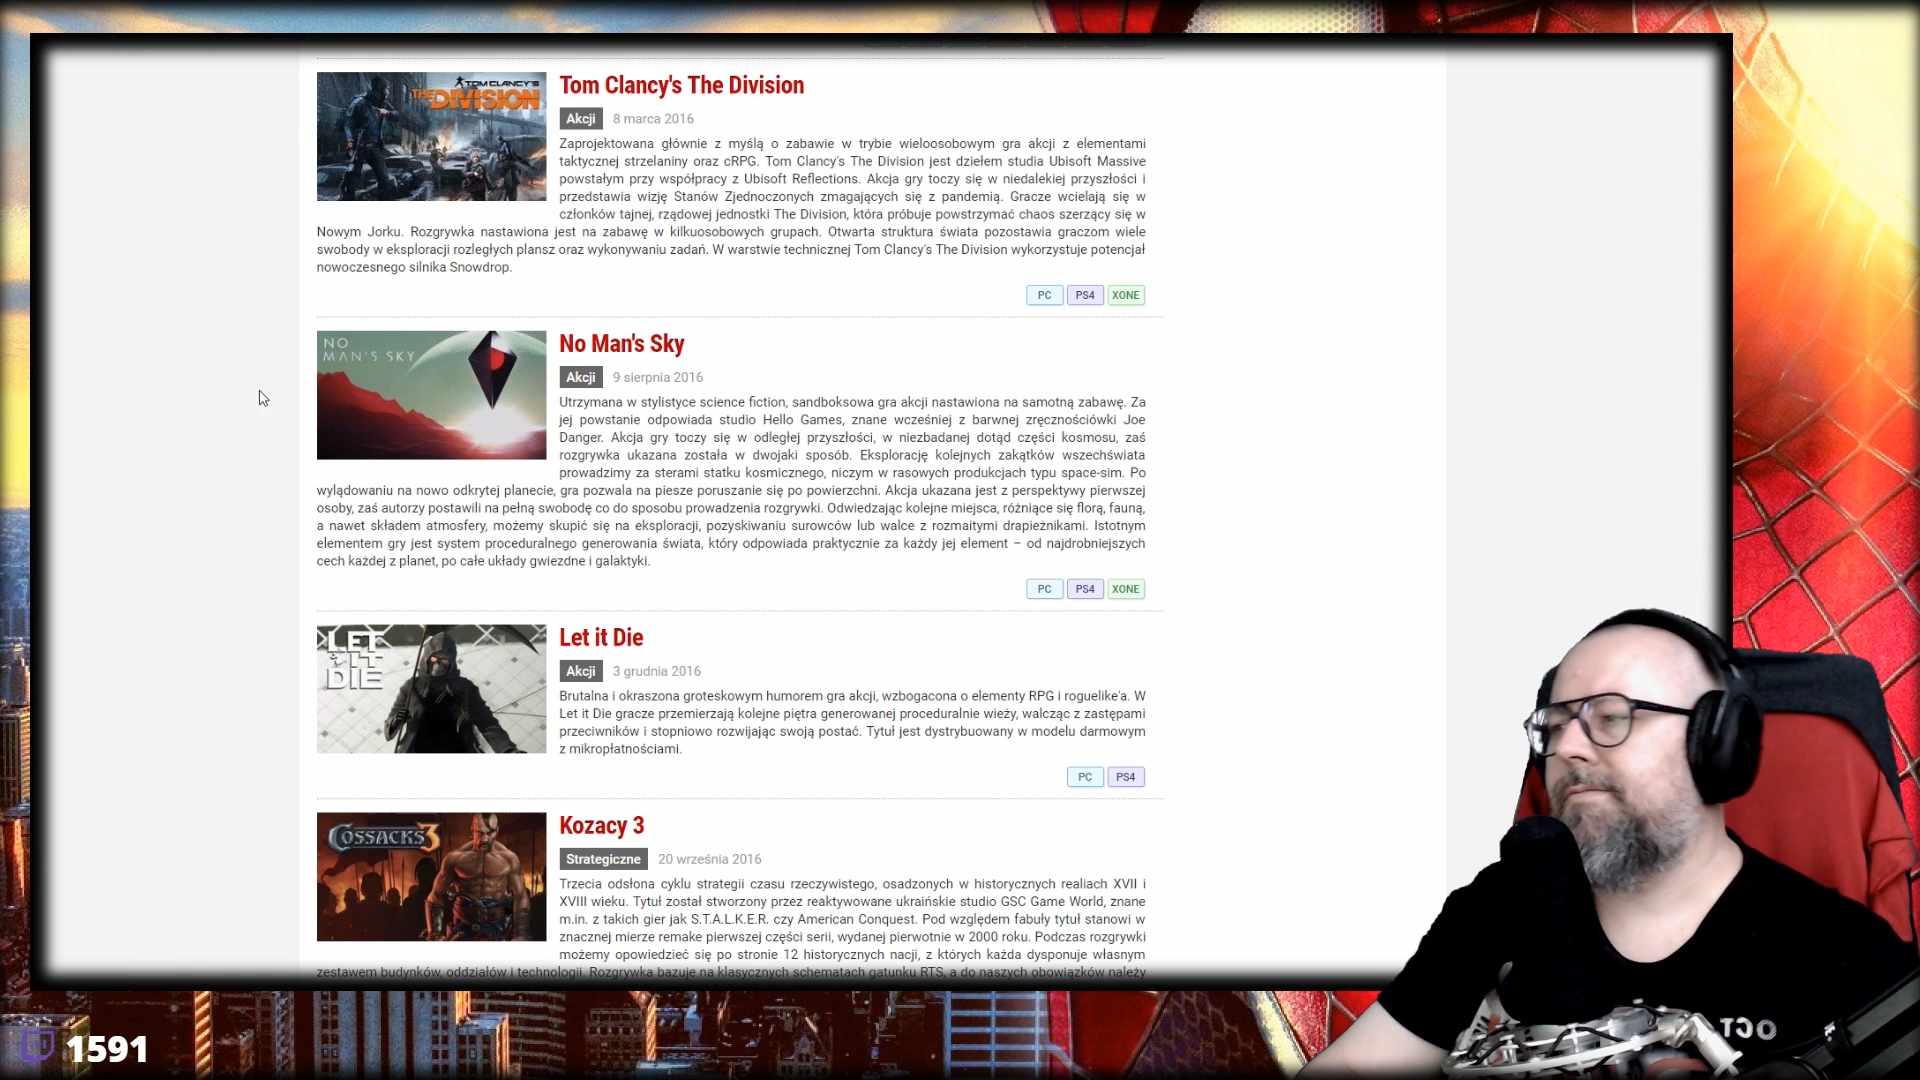 TOM CLANCY'S
THE DIVISION
Tom Clancy's The Division
Akcji 8 marca 2016
Zaprojektowana głównie z myślą o zabawie w trybie wieloosobowym gra akcji z elementami
taktycznej strzelaniny oraz cRPG. Tom Clancy's The Division jest dziełem studia Ubisoft Massive
powstałym przy współpracy z Ubisoft Reflections. Akcja gry toczy się w niedalekiej przyszłości i
przedstawia wizję Stanów Zjednoczonych zmagających się z pandemią. Gracze wcielają się w
członków tajnej, rządowej jednostki The Division, która próbuje powstrzymać chaos szerzący się w
Nowym Jorku. Rozgrywka nastawiona jest na zabawę w kilkuosobowych grupach. Otwarta struktura świata pozostawia graczom wiele
swobody w eksploracji rozległych plansz oraz wykonywaniu zadań. W warstwie technicznej Tom Clancy's The Division wykorzystuje potencjał
nowoczesnego silnika Snowdrop.
PC PS4 XONE
NO
MAN'S SKY
No Man's Sky
Akcji 9 sierpnia 2016
Utrzymana w stylistyce science fiction, sandboksowa gra akcji nastawiona na samotną zabawę. Za
jej powstanie odpowiada studio Hello Games, znane wcześniej z barwnej zręcznościówki Joe
Danger. Akcja gry toczy się w odległej przyszłości, w niezbadanej dotąd części kosmosu, zaś
rozgrywka ukazana została w dwojaki sposób. Eksplorację kolejnych zakątków wszechświata
prowadzimy za sterami statku kosmicznego, niczym w rasowych produkcjach typu space-sim. Po
wylądowaniu na nowo odkrytej planecie, gra pozwala na piesze poruszanie się po powierzchni. Akcja ukazana jest z perspektywy pierwszej
osoby, zaś autorzy postawili na pełną swobodę co do sposobu prowadzenia rozgrywki. Odwiedzając kolejne miejsca, różniące się florą, fauną,
a nawet składem atmosfery, możemy skupić się na eksploracji, pozyskiwaniu surowców lub walce z rozmaitymi drapieżnikami. Istotnym
elementem gry jest system proceduralnego generowania świata, który odpowiada praktycznie za każdy jej element – od najdrobniejszych
cech każdej z planet, po całe układy gwiezdne i galaktyki.
PC PS4 XONE
LET
IT
DIE
Let it Die
Akcji 3 grudnia 2016
Brutalna i okraszona groteskowym humorem gra akcji, wzbogacona o elementy RPG i roguelike'a. W
Let it Die gracze przemierzają kolejne piętra generowanej proceduralnie wieży, walcząc z zastępami
przeciwników i stopniowo rozwijając swoją postać. Tytuł jest dystrybuowany w modelu darmowym
z mikropłatnościami.
PC PS4
COSSACKS 3
Kozacy 3
Strategiczne 20 września 2016
Trzecia odsłona cyklu strategii czasu rzeczywistego, osadzonych w historycznych realiach XVII i
XVIII wieku. Tytuł został stworzony przez reaktywowane ukraińskie studio GSC Game World, znane
m.in. z takich gier jak S.T.A.L.K.E.R. czy American Conquest. Pod względem fabuły tytuł stanowi w
znacznej mierze remake pierwszej części serii, wydanej pierwotnie w 2000 roku. Podczas rozgrywki
możemy opowiedzieć się po stronie 12 historycznych nacji, z których każda dysponuje własnym
zestawem budynków, oddziałów i technologii. Rozgrywka bazuje na klasycznych schematach gatunku RTS, a do naszych obowiązków należy
1591